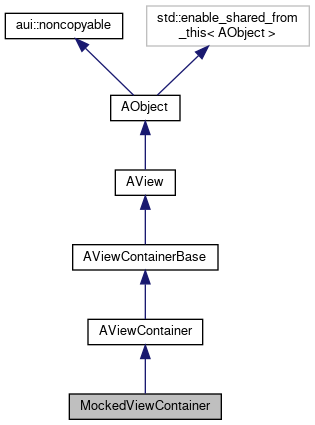 aui::noncopyable
std::enable_shared_from
_this< AObject >
AObject
AView
AViewContainerBase
AViewContainer
MockedViewContainer